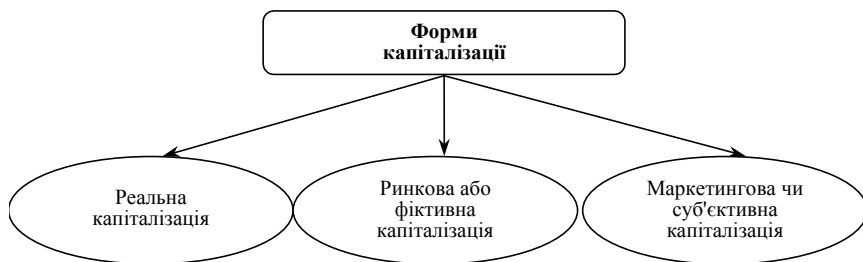 Форми
капіталізації
Реальна
капіталізація
Ринкова або
фіктивна
капіталізація
Маркетингова чи
суб'єктивна
капіталізація